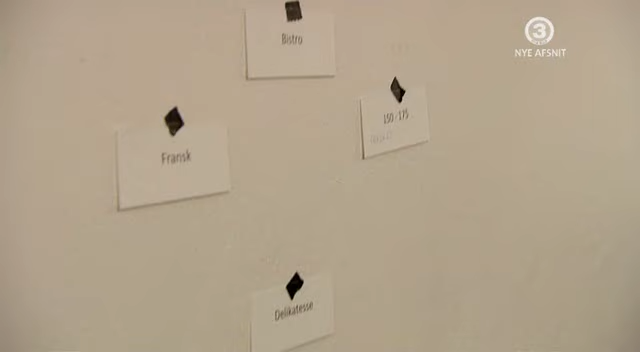 3
NYE AFSNIT
Bistro
150 - 175
Fransk
Delikatesse